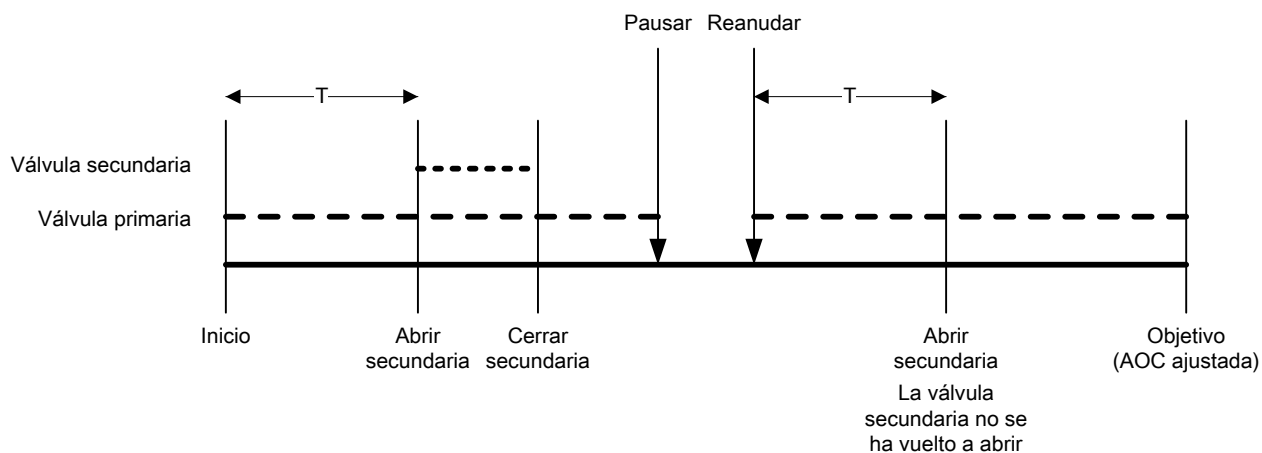 Pausar
Reanudar
T
T
Válvula secundaria
Válvula primaria
Inicio
Abrir
secundaria
Cerrar
secundaria
Abrir
secundaria
La válvula
secundaria no se
ha vuelto a abrir
Objetivo
(AOC ajustada)